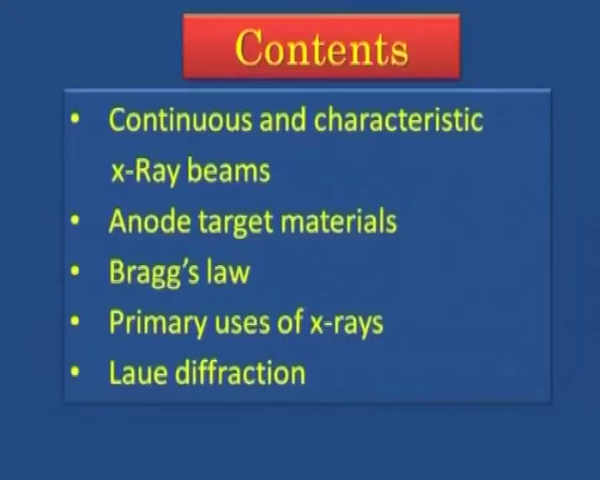 Contents
• Continuous and characteristic
x-Ray beams
• Anode target materials
• Bragg's law
• Primary uses of x-rays
• Laue diffraction